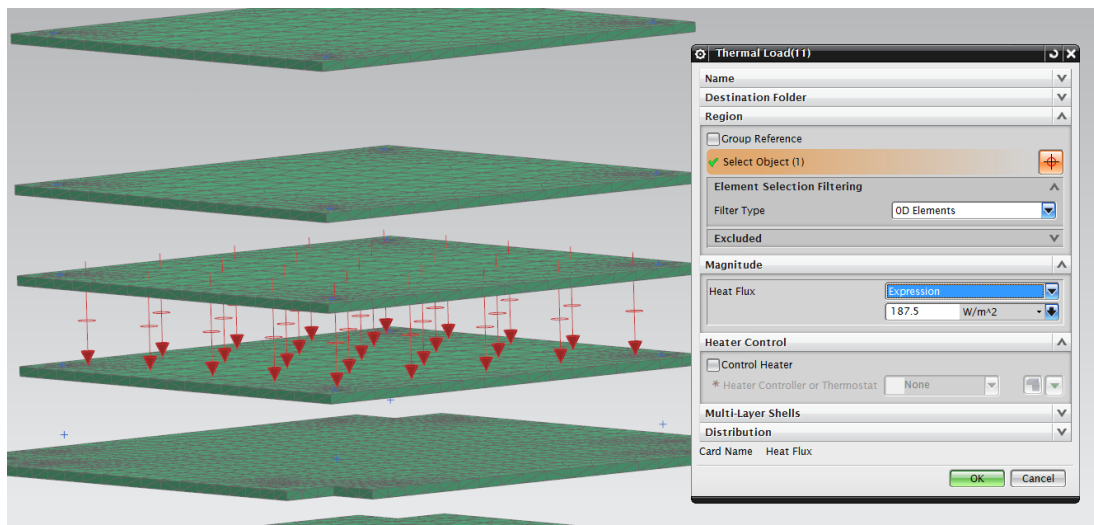 Thermal Load(11)
Name
Destination Folder
Region
Group Reference
Select Object (1)
Element Selection Filtering
Filter Type 0D Elements
Excluded
Magnitude
Heat Flux Expression
187.5 W/m^2
Heater Control
Control Heater
* Heater Controller or Thermostat None
Multi-Layer Shells
Distribution
Card Name Heat Flux
OK Cancel